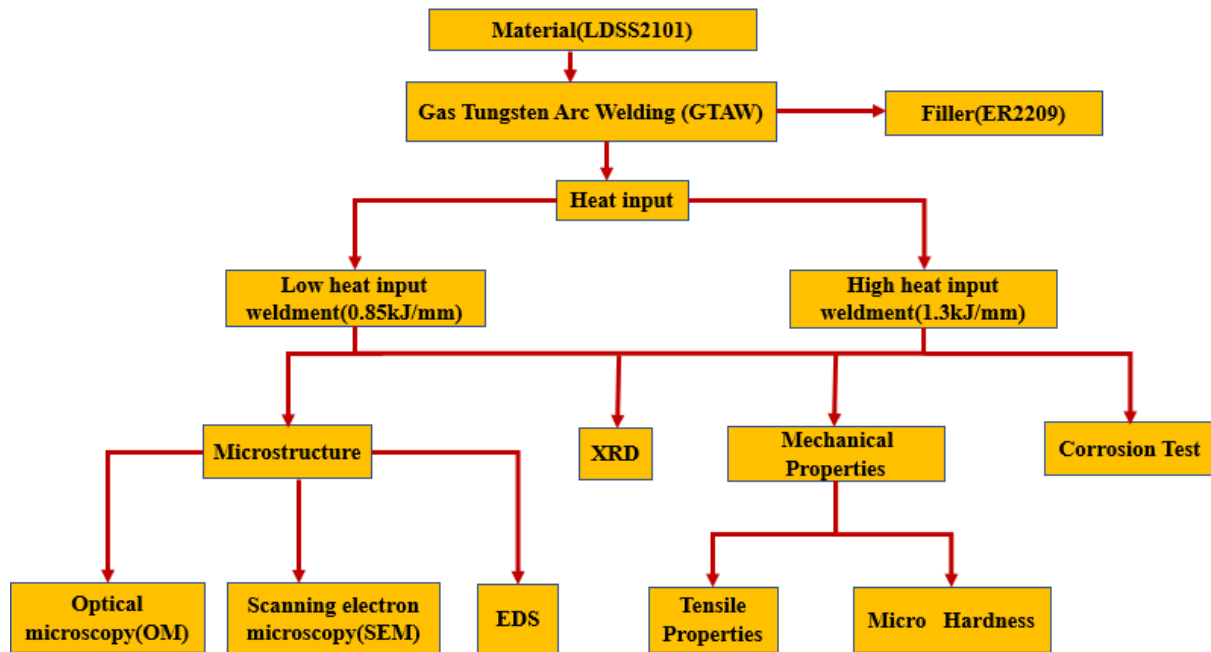 Material(LDSS2101)
Gas Tungsten Arc Welding (GTAW)
Filler(ER2209)
Heat input
Low heat input
weldment(0.85kJ/mm)
High heat input
weldment(1.3kJ/mm)
Microstructure
XRD
Mechanical
Properties
Corrosion Test
Optical
microscopy(OM)
Scanning electron
microscopy(SEM)
EDS
Tensile
Properties
Micro Hardness